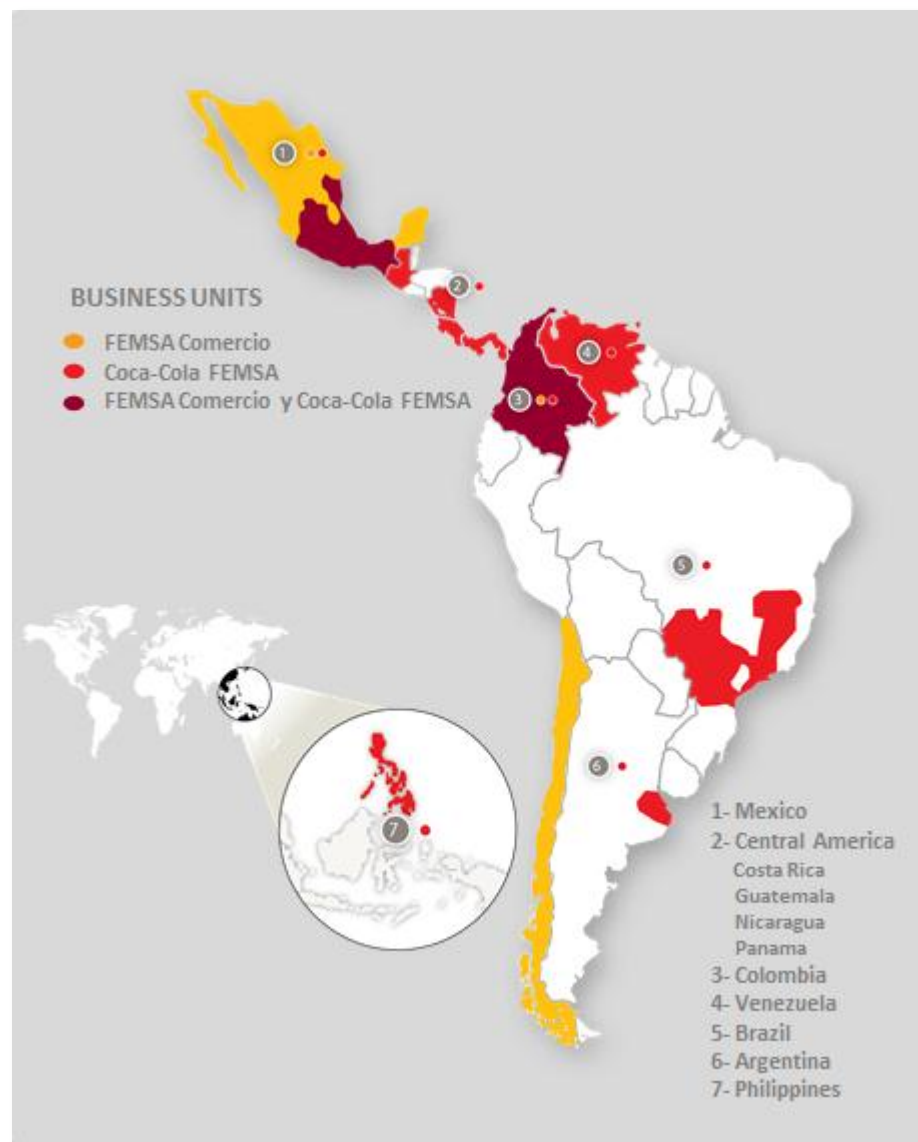 1
2
BUSINESS UNITS
FEMSA Comercio
Coca-Cola FEMSA
FEMSA Comercio y Coca-Cola FEMSA
4
3
5
6
7
1- Mexico
2- Central America
Costa Rica
Guatemala
Nicaragua
Panama
3- Colombia
4- Venezuela
5- Brazil
6- Argentina
7- Philippines